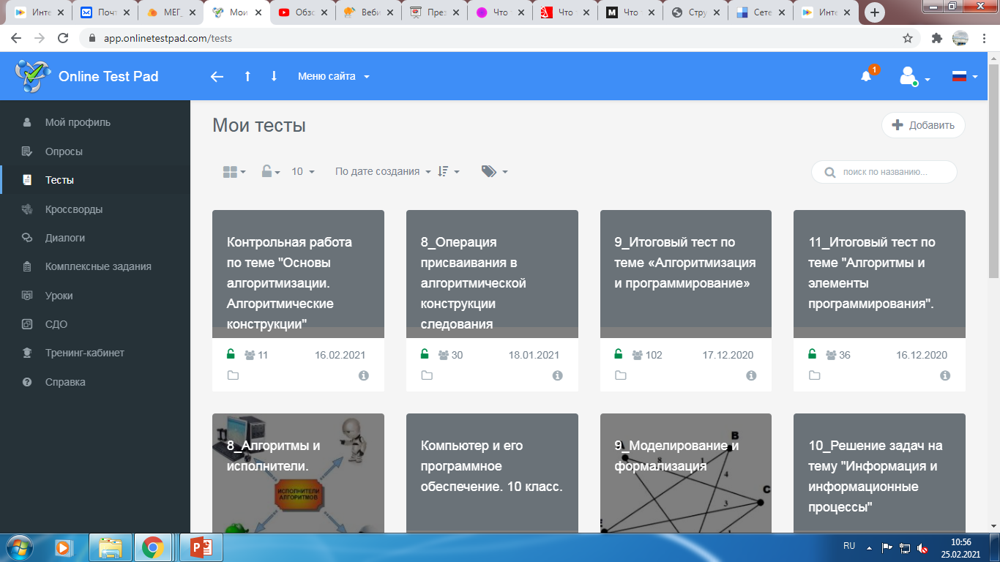 Инте
Почт
МЕГ_
Мои
Обзо
Веби
През
Что
Что
Что
Стру
Сете
Инте
app.onlinetestpad.com/tests
Online Test Pad
Меню сайта
1
Мой профиль
Опросы
Тесты
Кроссворды
Диалоги
Комплексные задания
Уроки
СДО
Тренинг-кабинет
Справка
Мои тесты
Добавить
10
По дате создания
поиск по названию...
Контрольная работа
по теме "Основы
алгоритмизации.
Алгоритмические
конструкции"
11 16.02.2021
8_Операция
присваивания в
алгоритмической
конструкции
следования
30 18.01.2021
9_Итоговый тест по
теме «Алгоритмизация
и программирование»
102 17.12.2020
11_Итоговый тест по
теме "Алгоритмы и
элементы
программирования".
36 16.12.2020
8_Алгоритмы и
исполнители.
ИСПОЛНИТЕЛИ
АЛГОРИТМОВ
Компьютер и его
программное
обеспечение. 10 класс.
9_Моделирование и
формализация
B
8
1
4
C
3
10_Решение задач на
тему "Информация и
информационные
процессы"
RU
10:56
25.02.2021